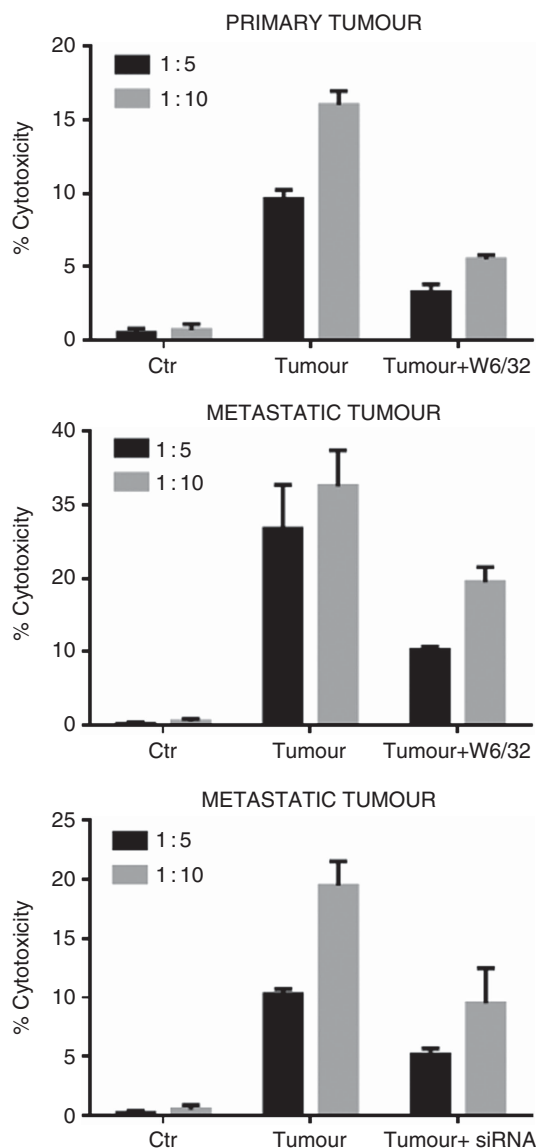 PRIMARY TUMOUR
20
15
10
5
0
% Cytotoxicity
1 : 5
1 : 10
Ctr
Tumour
Tumour+W6/32
METASTATIC TUMOUR
40
35
20
10
0
% Cytotoxicity
1 : 5
1 : 10
Ctr
Tumour
Tumour+W6/32
METASTATIC TUMOUR
25
20
15
10
5
0
% Cytotoxicity
1 : 5
1 : 10
Ctr
Tumour
Tumour+ siRNA